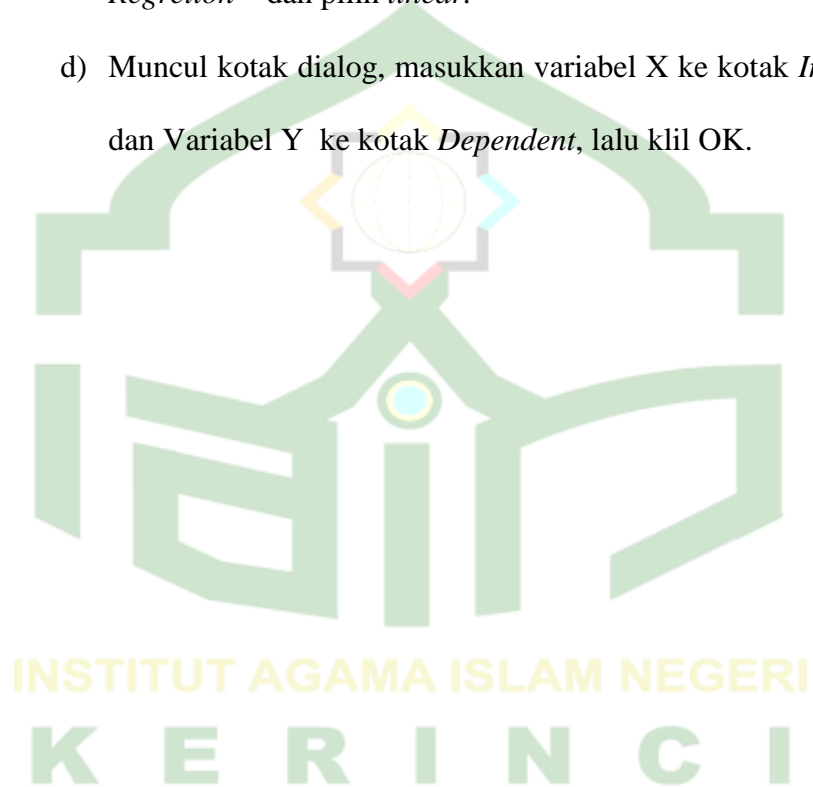 dan pilih linear.
d) Muncul kotak dialog, masukkan variabel X ke kotak
dan Variabel Y ke kotak Dependent, lalu klil OK.
INSTITUT AGAMA ISLAM NEGERI
KERINCI